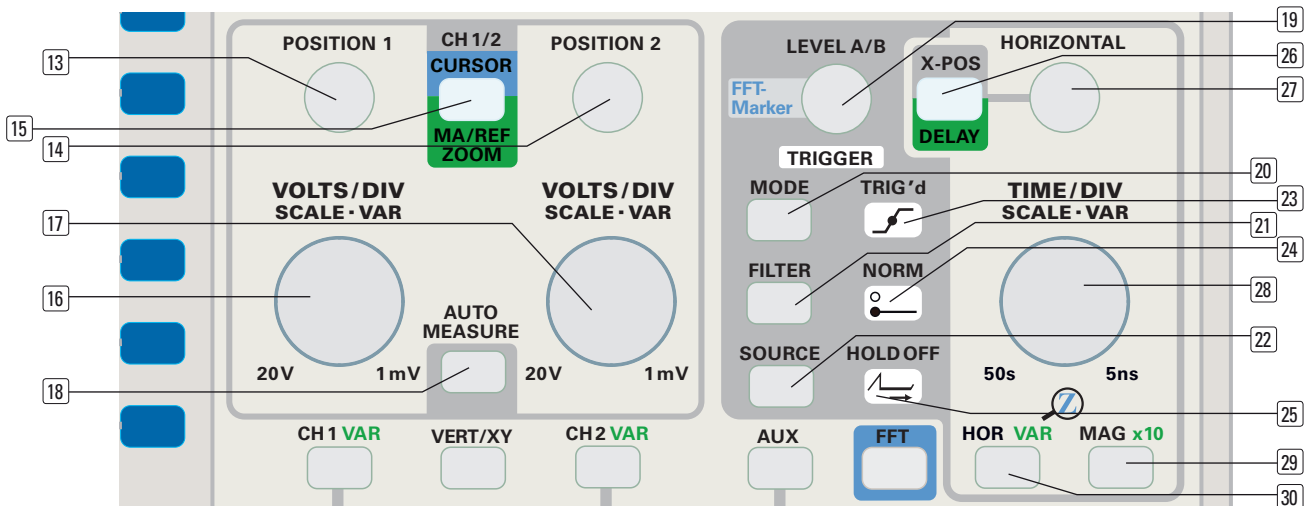 POSITION 1
CH 1/2
CURSOR
MA/REF
ZOOM
POSITION 2
VOLTS/DIV
SCALE · VAR
20V
1mV
AUTO
MEASURE
VOLTS/DIV
SCALE · VAR
20V
1mV
CH 1 VAR
VERT/XY
CH 2 VAR
LEVEL A/B
FFT-
Marker
TRIGGER
MODE
TRIG'd
FILTER
NORM
SOURCE
HOLD OFF
AUX
FFT
X-POS
DELAY
HORIZONTAL
TIME/DIV
SCALE · VAR
50s
5ns
Z
HOR VAR
MAG x10
13
15
14
17
16
18
19
26
27
20
23
21
24
28
22
25
29
30